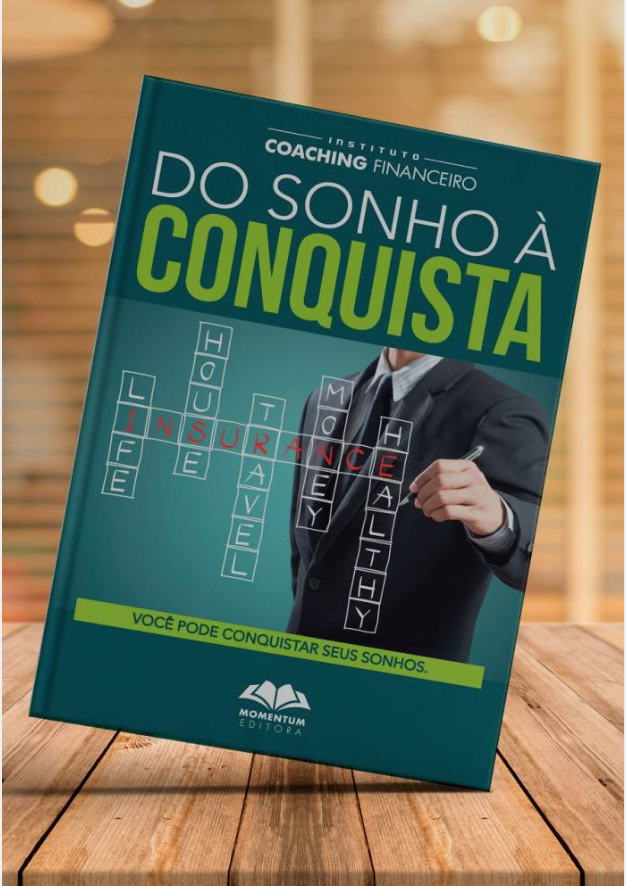 INSTITUTO
COACHING FINANCEIRO
DO SONHO À
CONQUISTA
LIFE
HOUSE
TRAVEL
MONEY
HEALTHY
INSURANCE
VOCÊ PODE CONQUISTAR SEUS SONHOS.
MOMENTUM
EDITORA